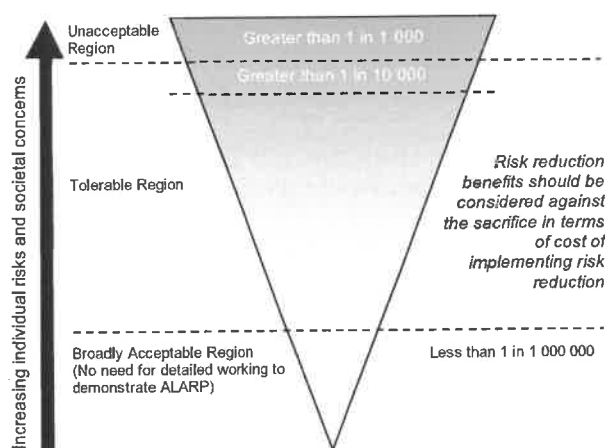 Increasing individual risks and societal concerns
Unacceptable
Region
Greater than 1 in 1 000
Greater than 1 in 10 000
Tolerable Region
Risk reduction
benefits should be
considered against
the sacrifice in terms
of cost of
implementing risk
reduction
Broadly Acceptable Region
(No need for detailed working to
demonstrate ALARP)
Less than 1 in 1 000 000